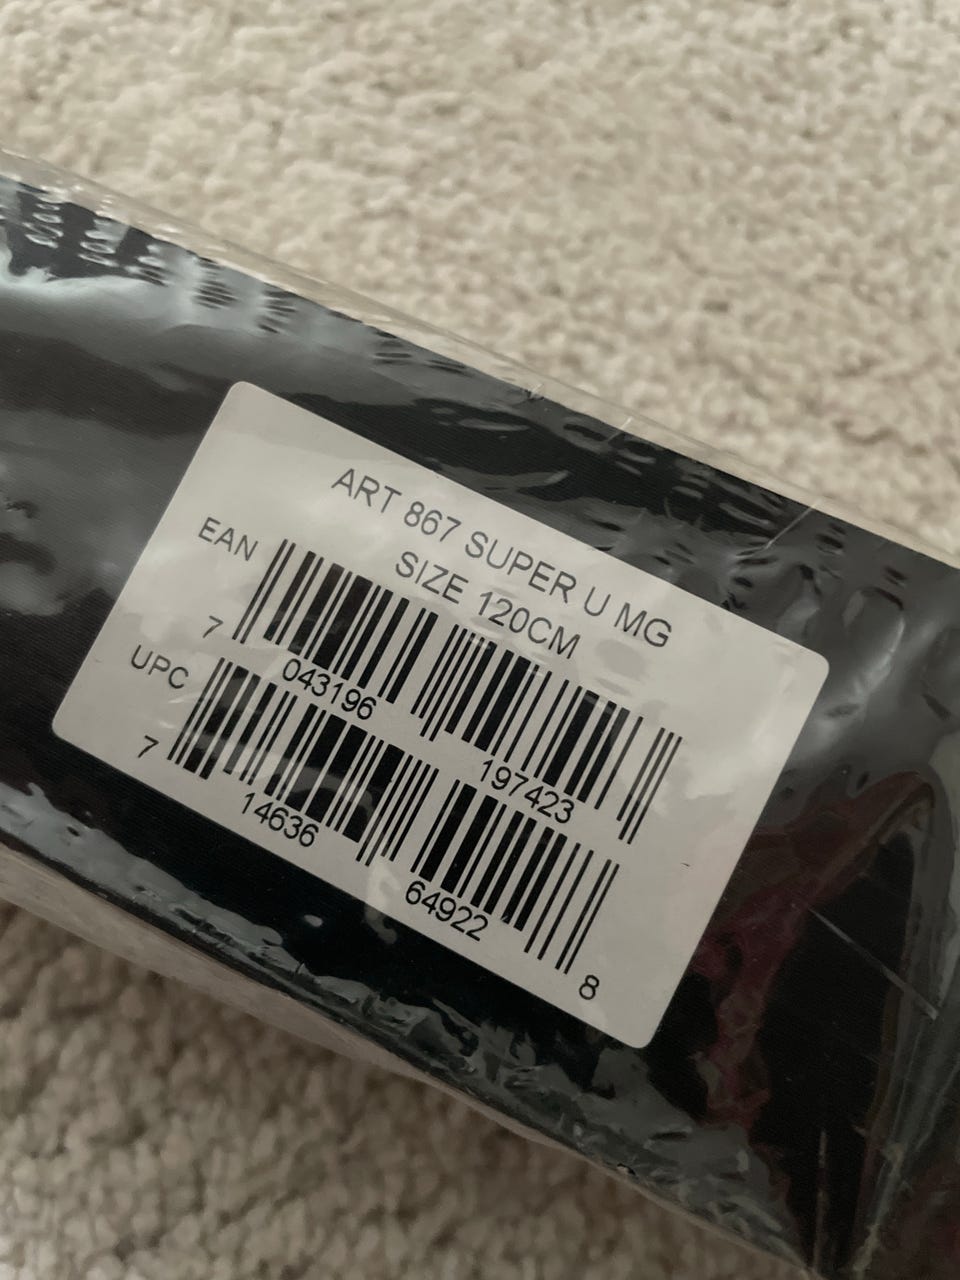 ART 867 SUPER U MG
SIZE 120CM
EAN
7 043196 197423
UPC
7 14636 64922 8